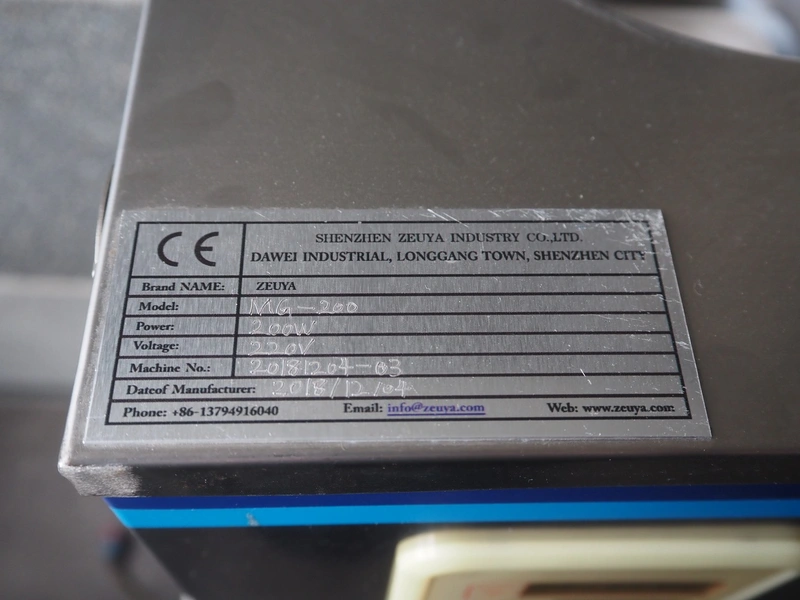 CE
SHENZHEN ZEUYA INDUSTRY CO.,LTD.
DAWEI INDUSTRIAL, LONGGANG TOWN, SHENZHEN CITY
Brand NAME: ZEUYA
Model: MG-200
Power: 200W
Voltage: 220V
Machine No.: 20181204-03
Dateof Manufacturer: 2018/12/04
Phone: +86-13794916040 Email: info@zeuya.com Web: www.zeuya.com